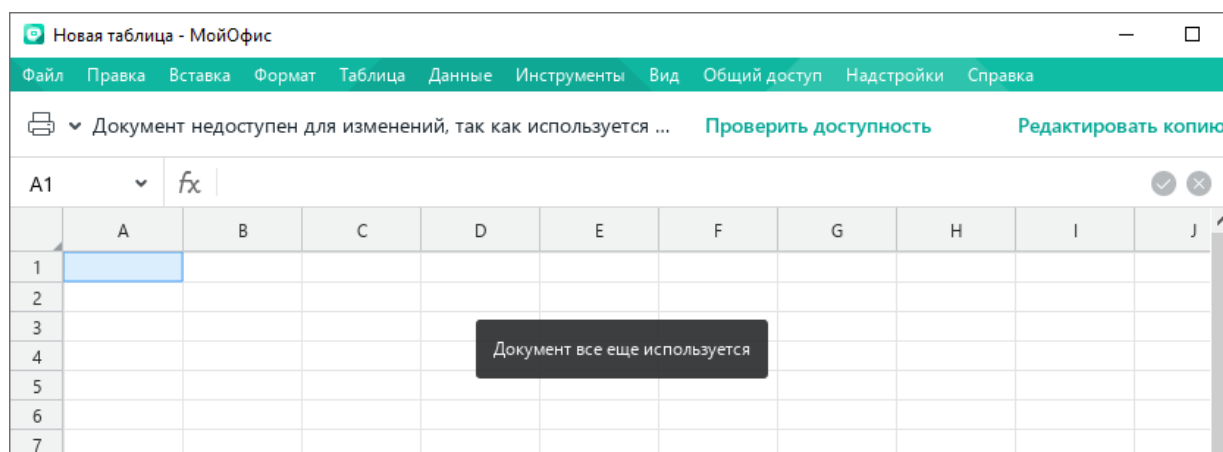 Новая таблица - МойОфис
Файл Правка Вставка Формат Таблица Данные Инструменты Вид Общий доступ Надстройки Справка
Документ недоступен для изменений, так как используется ... Проверить доступность Редактировать копию
A1 fx
A B C D E F G H I J
1
2
3
Документ все еще используется
4
5
6
7